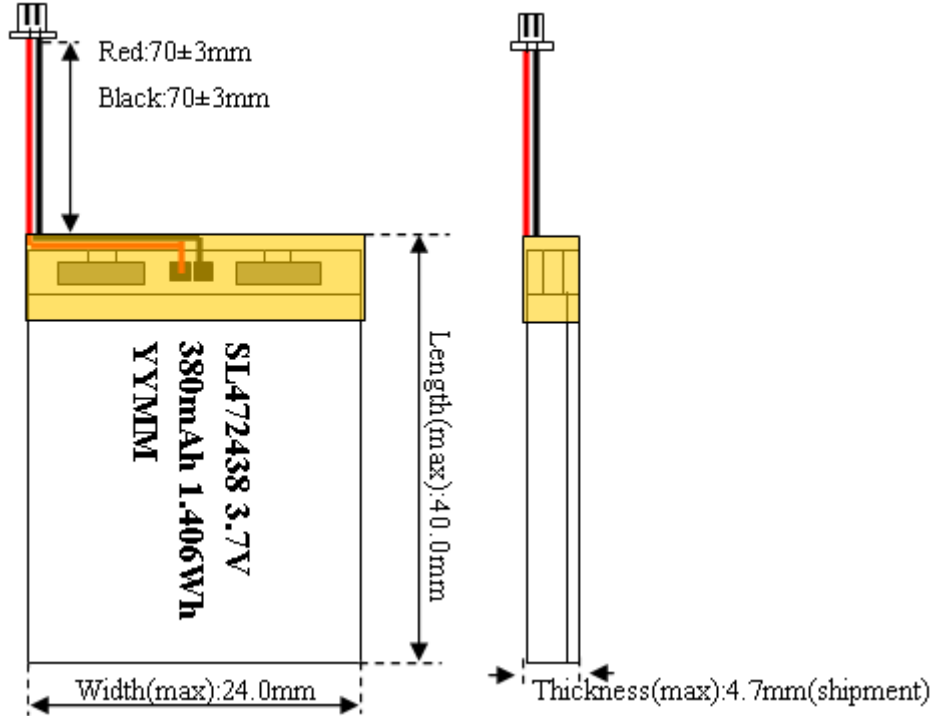 Red:70±3mm
Black:70±3mm
SL472438 3.7V
380mAh 1.406Wh
YYMM
Length(max):40.0mm
Width(max):24.0mm
Thickness(max):4.7mm(shipment)